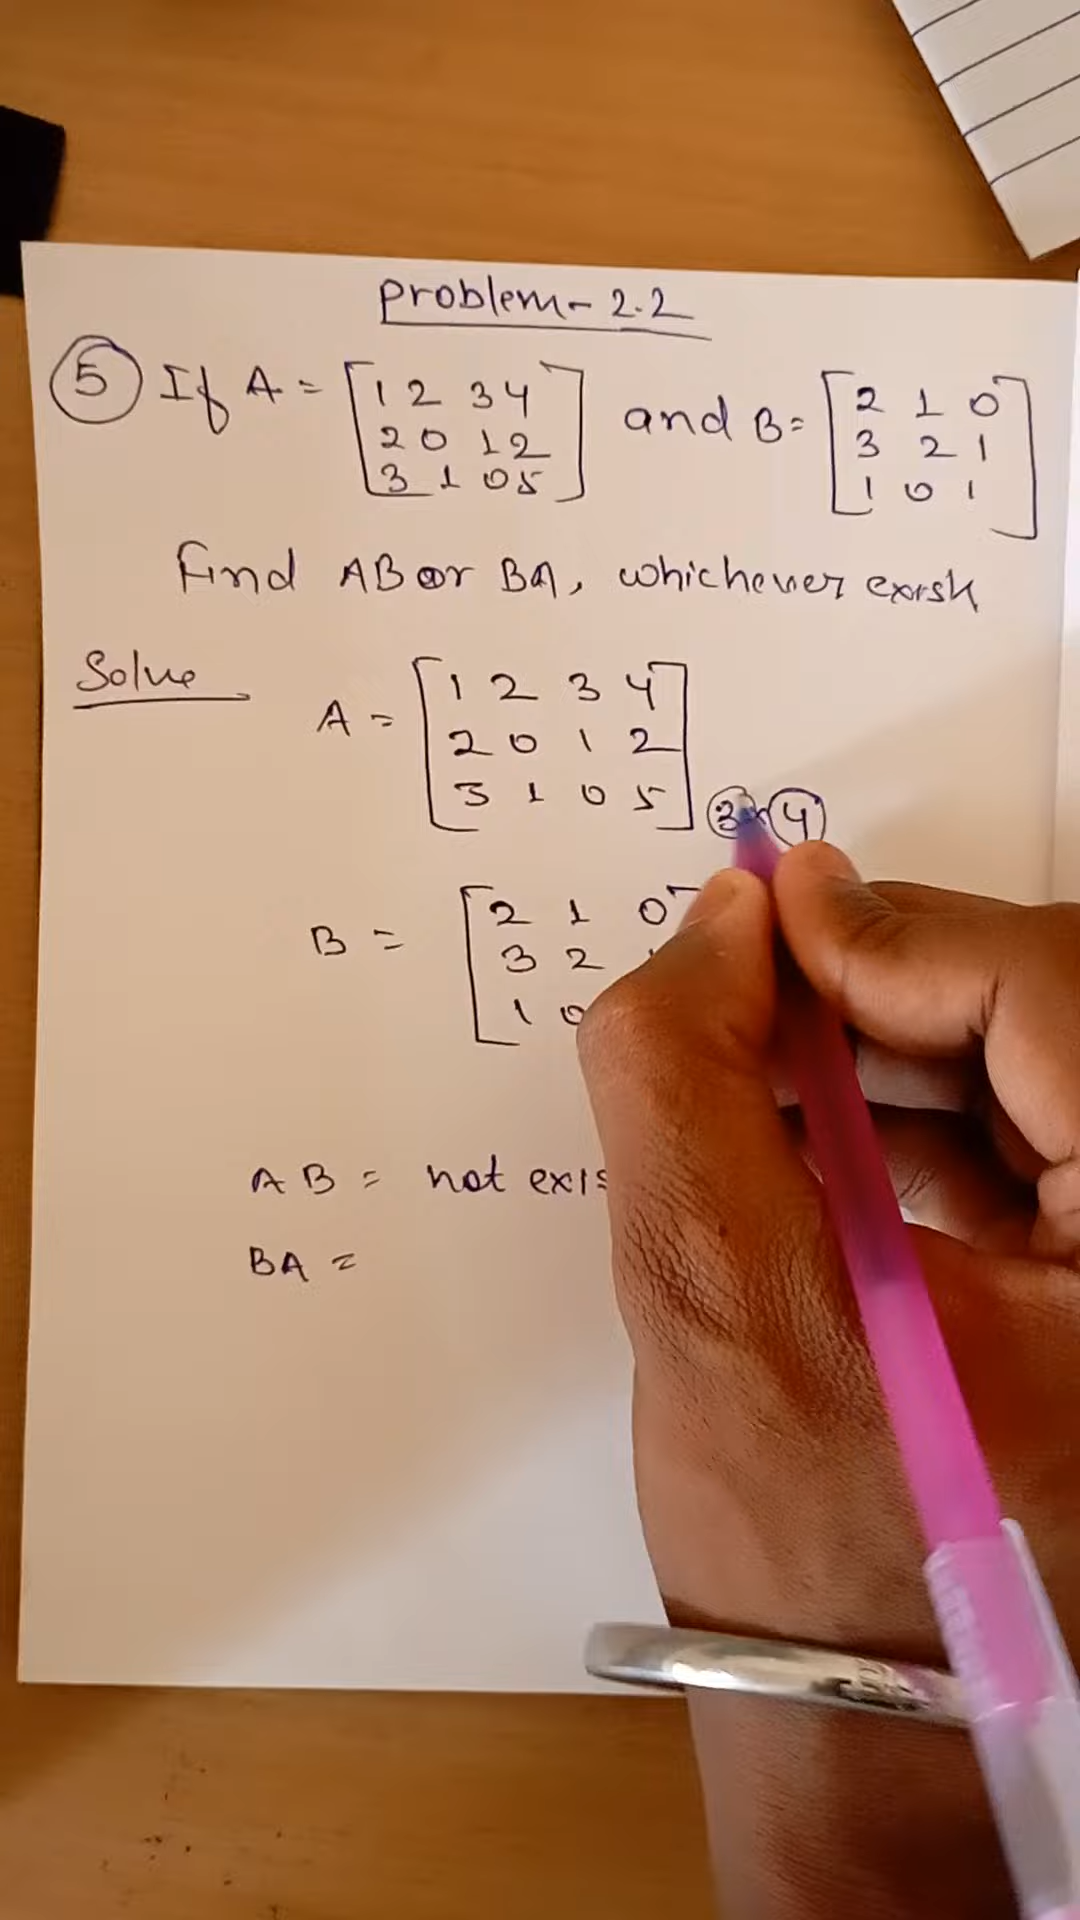 Problem - 2.2
5 If A = [1 2 3 4 and B = [2 1 0
2 0 1 2 3 2 1
3 1 0 5] 1 0 1]
Find AB or BA, whichever exist
Solve
A = [1 2 3 4
2 0 1 2
3 1 0 5] 3 × 4
B = [2 1 0
3 2
1 0
AB = not exis
BA =